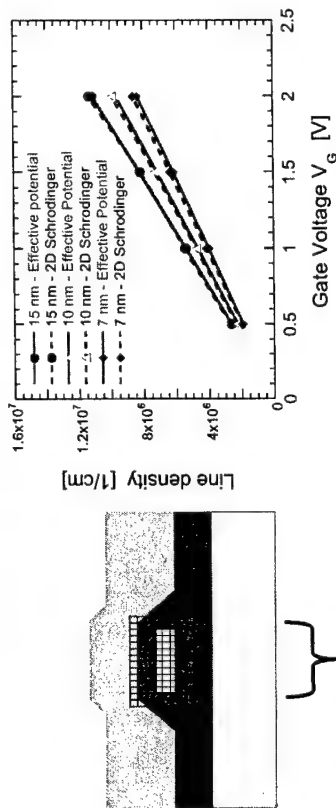 15 nm - Effective potential
15 nm - 2D Schrodinger
10 nm - Effective Potential
10 nm - 2D Schrodinger
7 nm - Effective Potential
7 nm - 2D Schrodinger
1.6x10⁷
1.2x10⁷
8x10⁶
4x10⁶
0
Line density [1/cm]
0
0.5
1
1.5
2
2.5
Gate Voltage V_G [V]